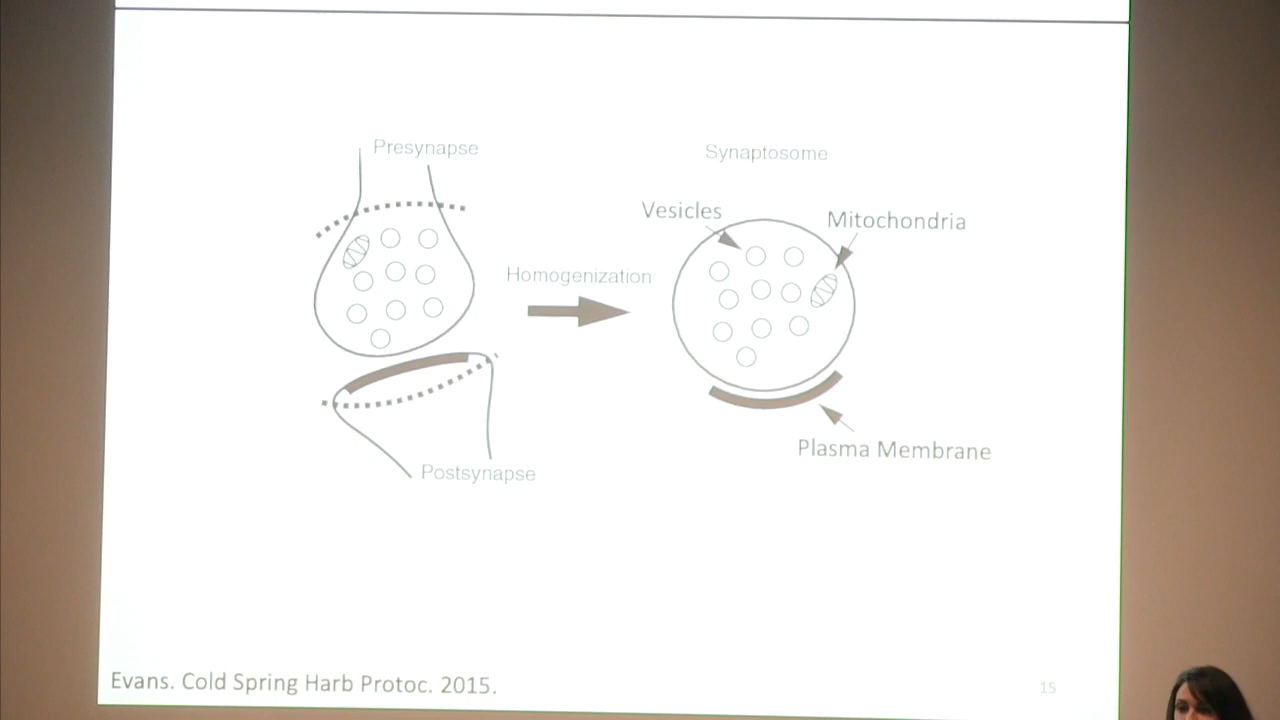 Presynapse
Synaptosome
Vesicles
Mitochondria
Homogenization
Plasma Membrane
Postsynapse
Evans. Cold Spring Harb Protoc. 2015.
15